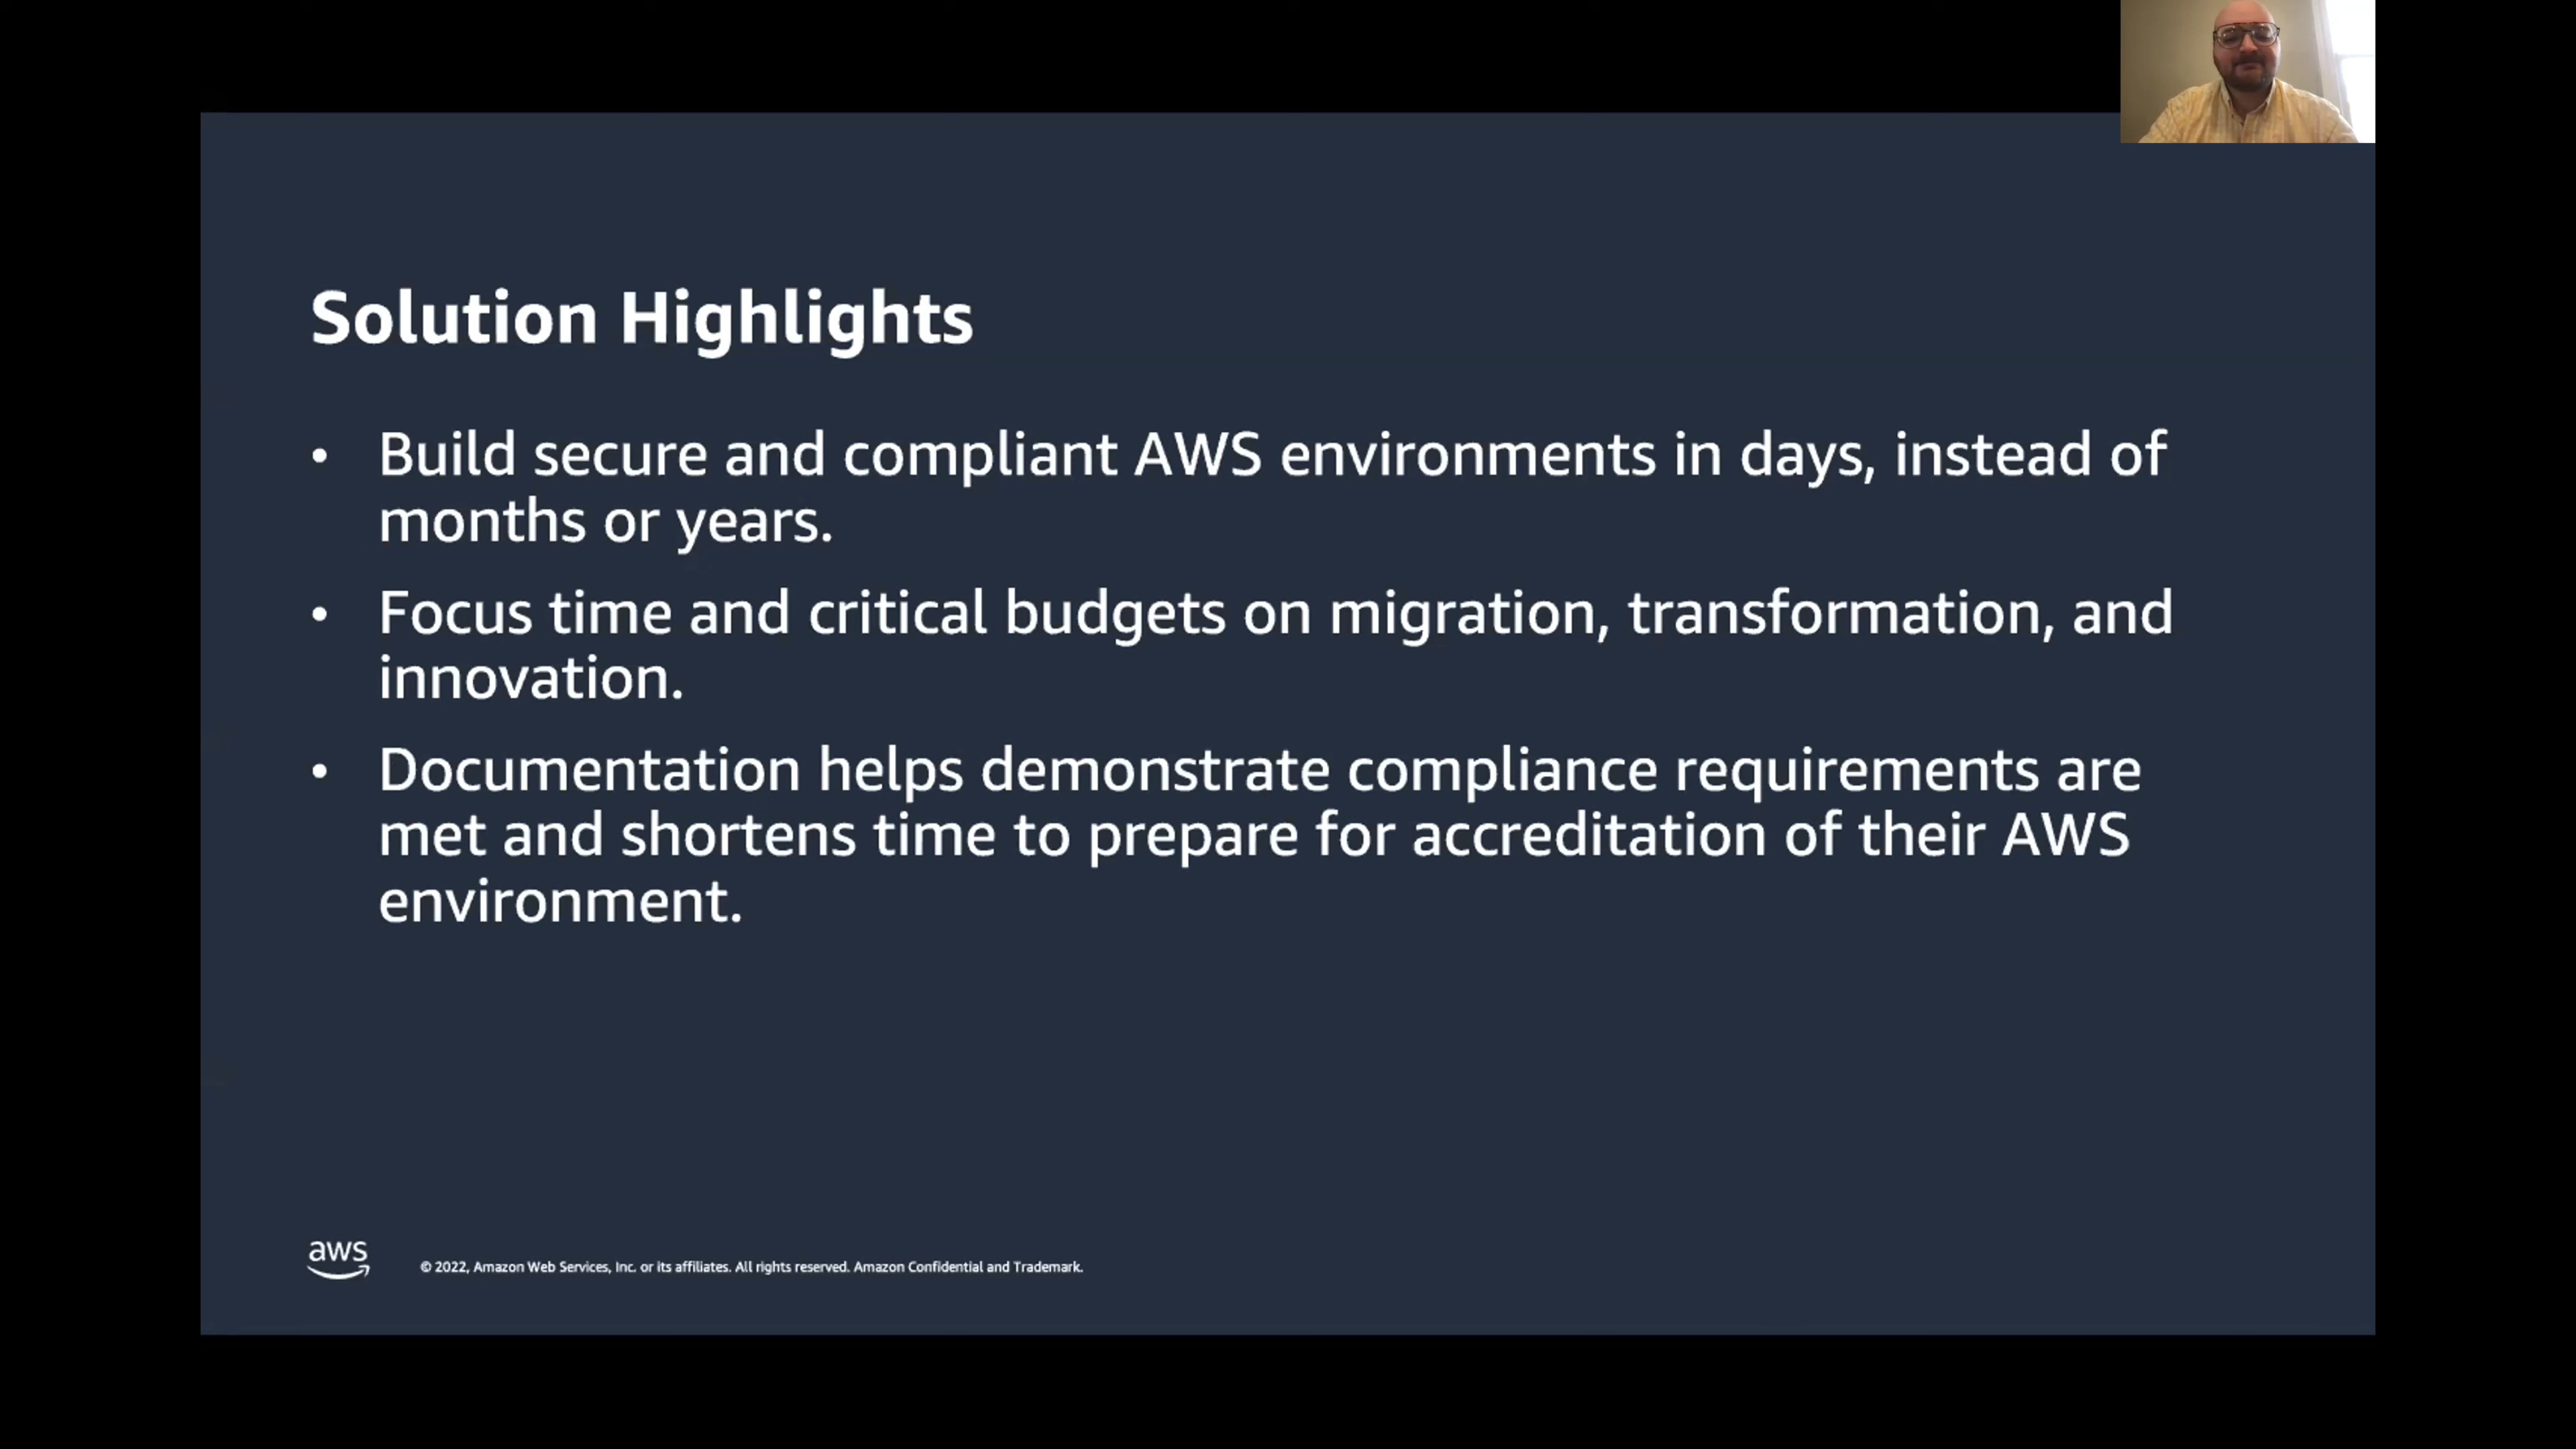 Solution Highlights
• Build secure and compliant AWS environments in days, instead of
months or years.
• Focus time and critical budgets on migration, transformation, and
innovation.
• Documentation helps demonstrate compliance requirements are
met and shortens time to prepare for accreditation of their AWS
environment.
aws
© 2022, Amazon Web Services, Inc. or its affiliates. All rights reserved. Amazon Confidential and Trademark.